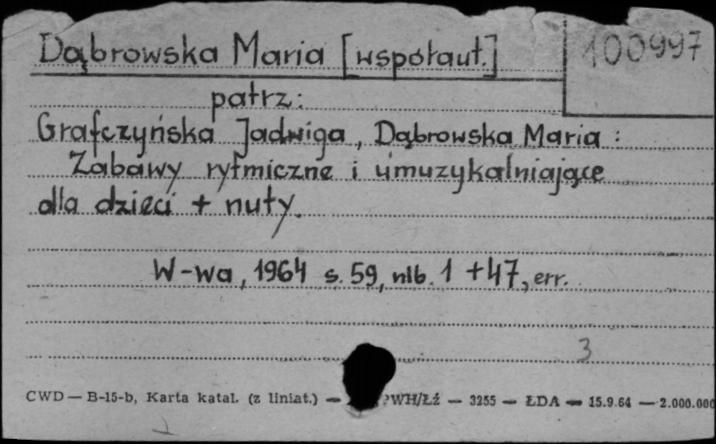 Dąbrowska Maria [współaut.]
100997
patrz:
Grafczyńska Jadwiga, Dąbrowska Maria:
Zabawy rytmiczne i umuzykalniające
dla dzieci + nuty.
W-wa, 1964 s. 59, nlb. 1 +47, err.
3
CWD — B-15-b, Karta katal. (z liniat.) — PWH/Łź — 3255 — ŁDA — 15.9.64 — 2.000.000